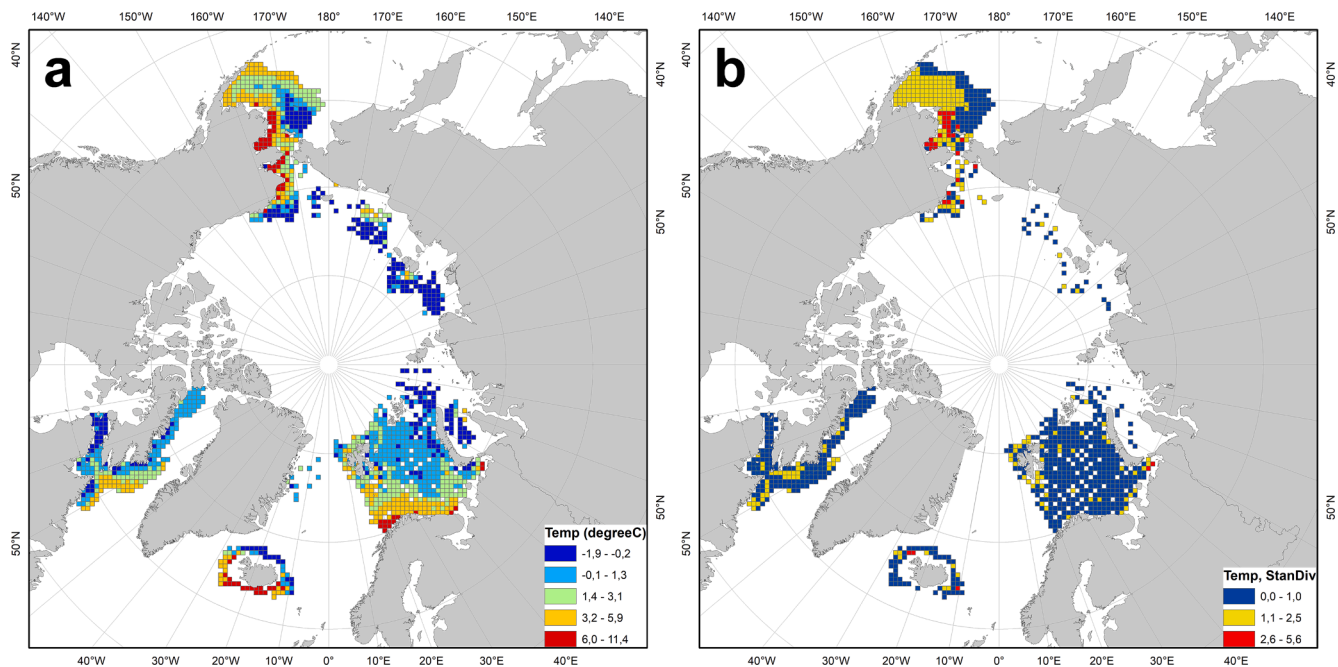 140°W 150°W 160°W 170°W 180° 170°E 160°E 150°E 140°E
a
40°N 40°N
50°N 50°N
50°N 50°N
Temp (degreeC)
-1,9 - -0,2
-0,1 - 1,3
1,4 - 3,1
3,2 - 5,9
6,0 - 11,4
40°W 30°W 20°W 10°W 0° 10°E 20°E 30°E 40°E
140°W 150°W 160°W 170°W 180° 170°E 160°E 150°E 140°E
b
40°N 40°N
50°N 50°N
50°N 50°N
Temp, StanDiv
0,0 - 1,0
1,1 - 2,5
2,6 - 5,6
40°W 30°W 20°W 10°W 0° 10°E 20°E 30°E 40°E